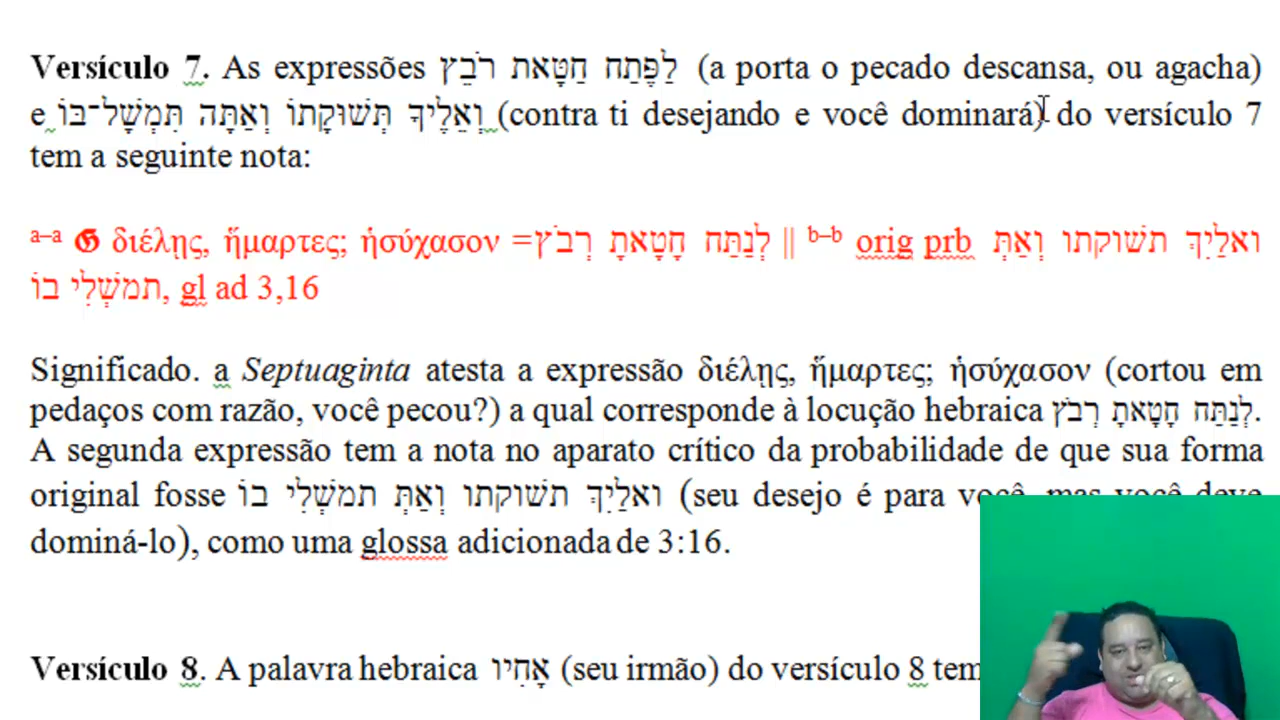 Versículo 7. As expressões לַפֶּתַח חַטָּאת רֹבֵץ (a porta o pecado descansa, ou agacha)
e וְאֵלֶיךָ תְּשׁוּקָתוֹ וְאַתָּה תִּמְשָׁל־בּוֹ (contra ti desejando e você dominará) do versículo 7
tem a seguinte nota:
a–a 𝕲 διέλῃς, ἥμαρτες; ἡσύχασον =לְנַתַּח חָטָאתָ רְבֹץ || b–b orig prb ואלַיִךְ תשׁוקתו וְאַתְּ
תמשְׁלִי בוֹ, gl ad 3,16
Significado. a Septuaginta atesta a expressão διέλῃς, ἥμαρτες; ἡσύχασον (cortou em
pedaços com razão, você pecou?) a qual corresponde à locução hebraica לְנַתַּח חָטָאתָ רְבֹץ.
A segunda expressão tem a nota no aparato crítico da probabilidade de que sua forma
original fosse ואלַיִךְ תשׁוקתו וְאַתְּ תמשְׁלִי בוֹ (seu desejo é para você, mas você deve
dominá-lo), como uma glossa adicionada de 3:16.
Versículo 8. A palavra hebraica אָחִיו (seu irmão) do versículo 8 tem